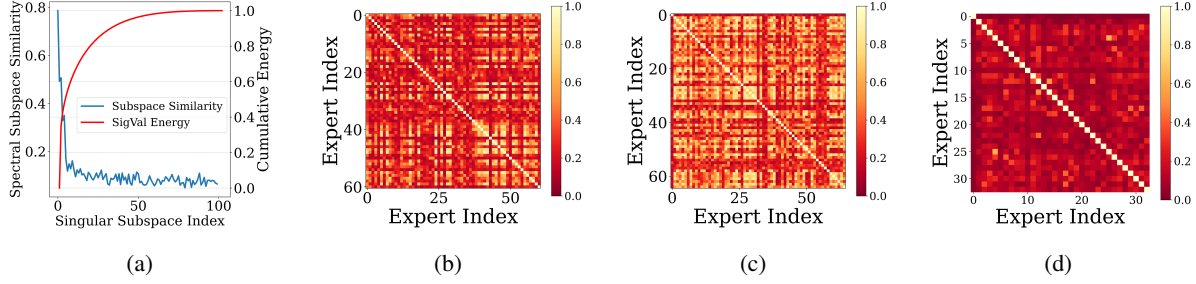 Spectral Subspace Similarity
0.8
0.6
0.4
0.2
Subspace Similarity
SigVal Energy
1.0
0.8
0.6
0.4
0.2
0.0
Cumulative Energy
0 50 100
Singular Subspace Index
(a)
Expert Index
0
20
40
60
0 25 50
Expert Index
1.0
0.8
0.6
0.4
0.2
0.0
(b)
Expert Index
0
20
40
60
0 25 50
Expert Index
1.0
0.8
0.6
0.4
0.2
0.0
(c)
Expert Index
0
5
10
15
20
25
30
0 10 20 30
Expert Index
1.0
0.8
0.6
0.4
0.2
0.0
(d)